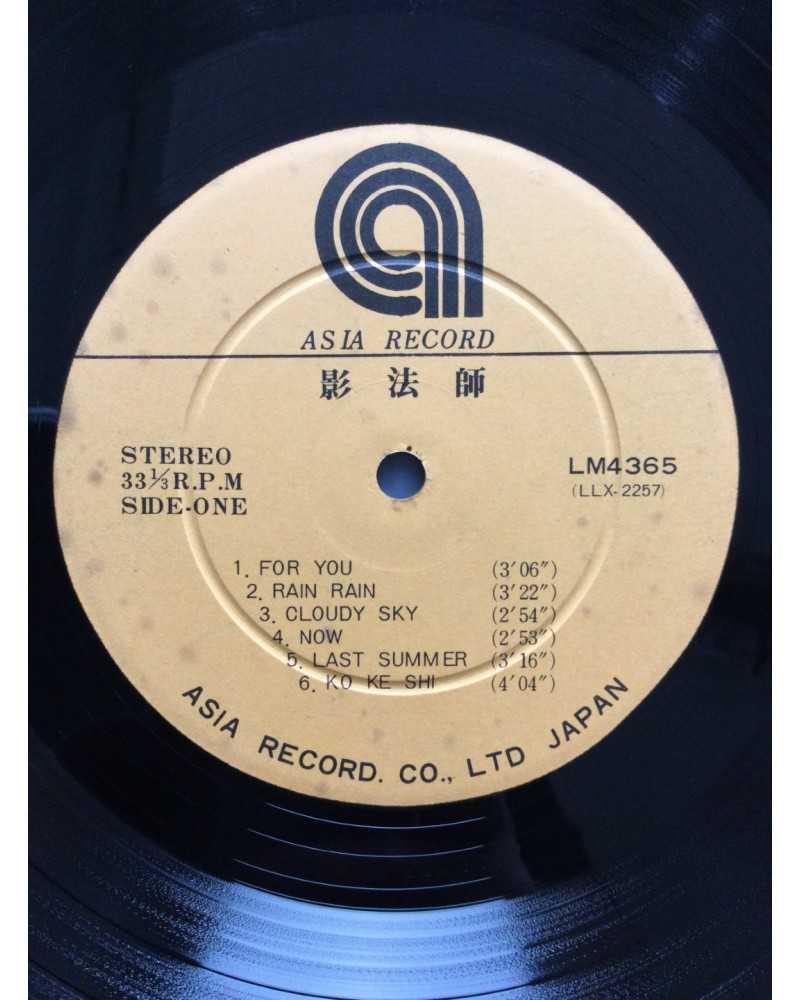 ASIA RECORD
影法師
STEREO
33⅓R.P.M
SIDE-ONE
LM4365
(LLX-2257)
1. FOR YOU (3′06″)
2. RAIN RAIN (3′22″)
3. CLOUDY SKY (2′54″)
4. NOW (2′53″)
5. LAST SUMMER (3′16″)
6. KO KE SHI (4′04″)
ASIA RECORD. CO., LTD JAPAN